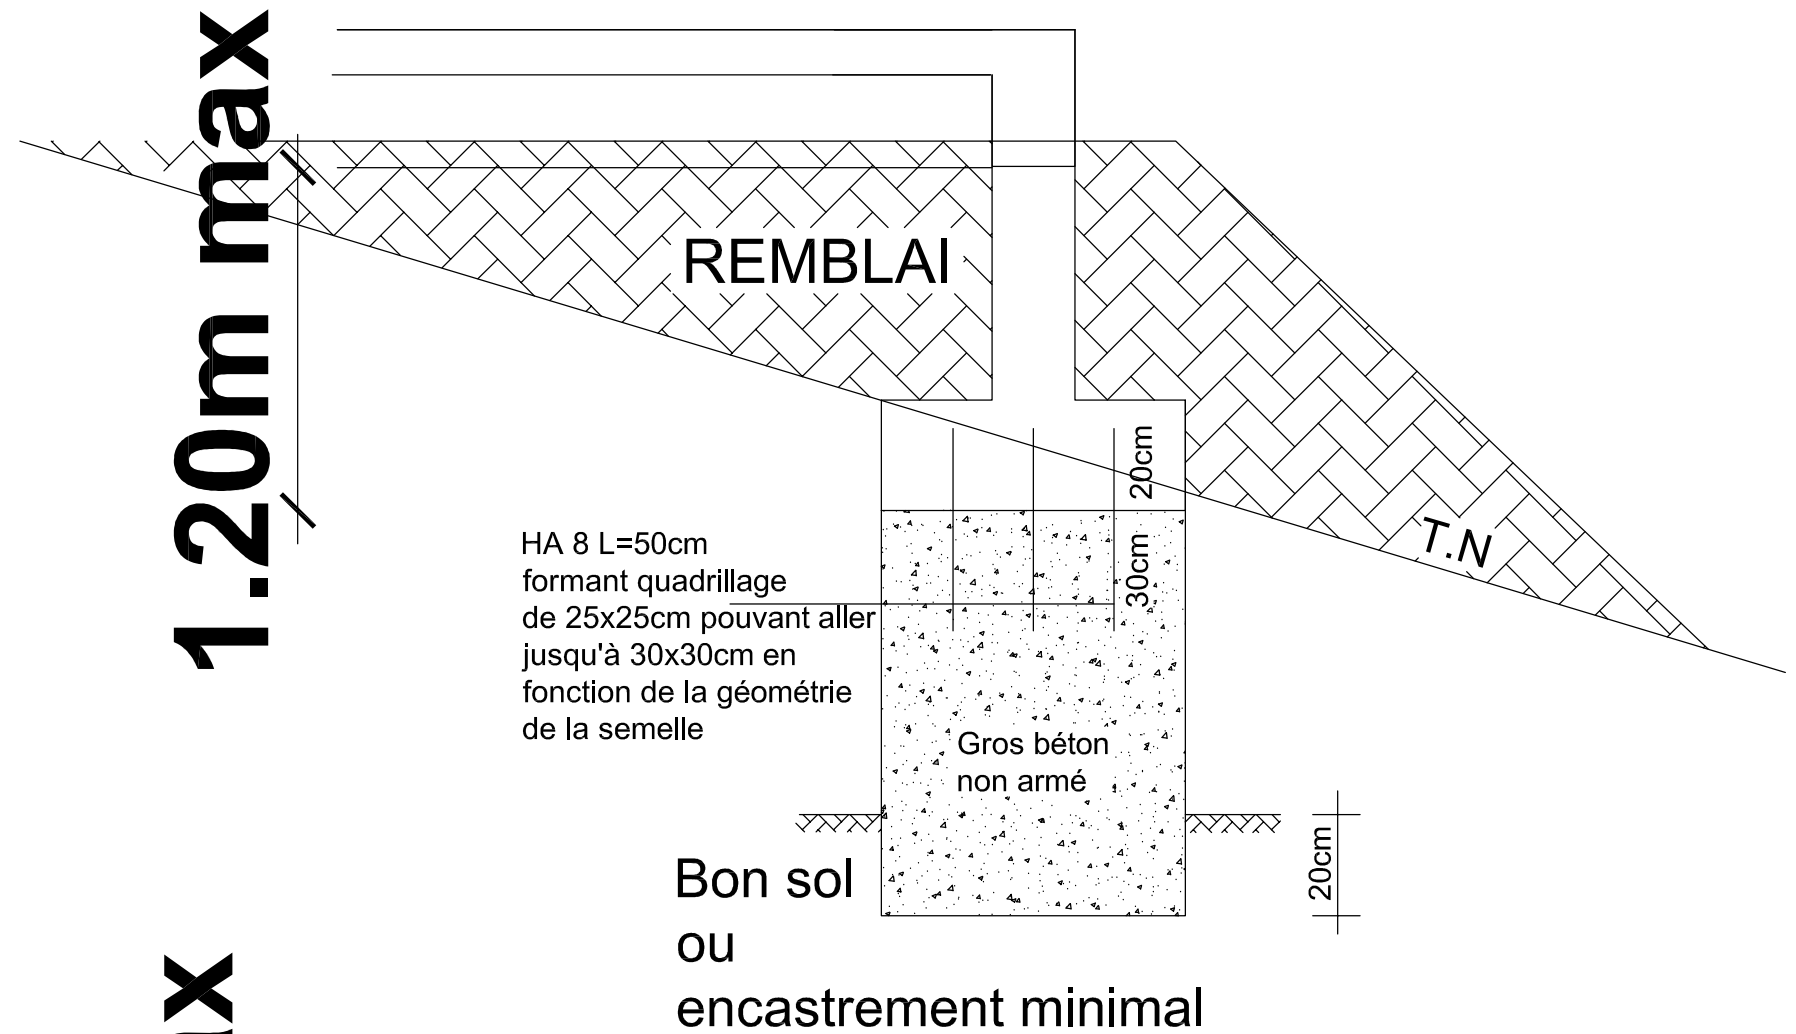 1.20m max
REMBLAI
T.N
20cm
30cm
HA 8 L=50cm
formant quadrillage
de 25x25cm pouvant aller
jusqu'à 30x30cm en
fonction de la géométrie
de la semelle
Gros béton
non armé
20cm
Bon sol
ou
encastrement minimal